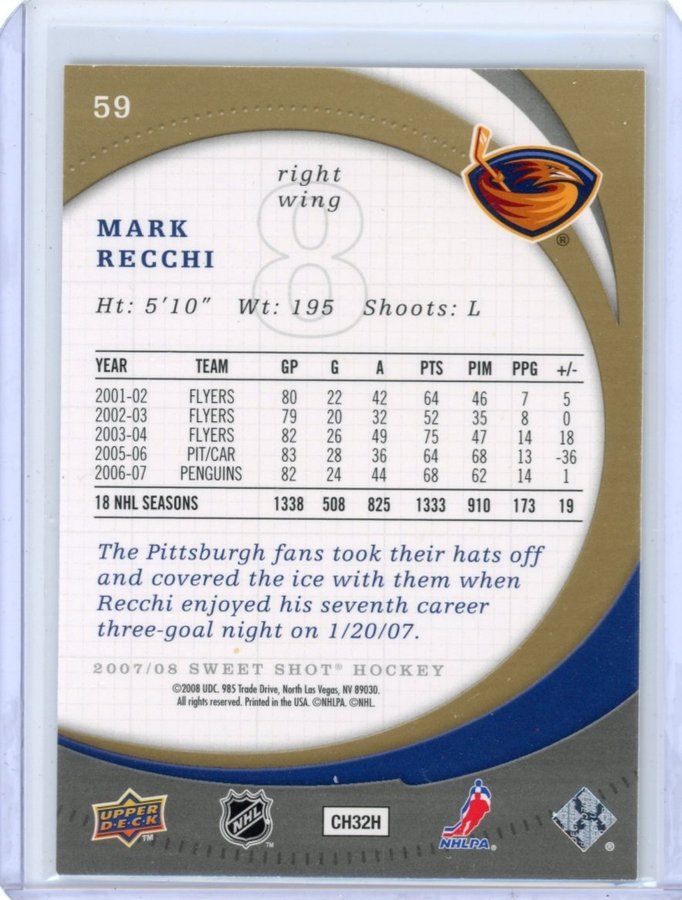 59
8
right
wing
MARK
RECCHI
Ht: 5'10" Wt: 195 Shoots: L
YEAR TEAM GP G A PTS PIM PPG +/-
2001-02 FLYERS 80 22 42 64 46 7 5
2002-03 FLYERS 79 20 32 52 35 8 0
2003-04 FLYERS 82 26 49 75 47 14 18
2005-06 PIT/CAR 83 28 36 64 68 13 -36
2006-07 PENGUINS 82 24 44 68 62 14 1
18 NHL SEASONS 1338 508 825 1333 910 173 19
The Pittsburgh fans took their hats off
and covered the ice with them when
Recchi enjoyed his seventh career
three-goal night on 1/20/07.
2007/08 SWEET SHOT® HOCKEY
©2008 UDC. 985 Trade Drive, North Las Vegas, NV 89030.
All rights reserved. Printed in the USA. ©NHLPA. ©NHL.
UPPER
D·E·C·K
™
NHL
™
CH32H
NHLPA
®
®